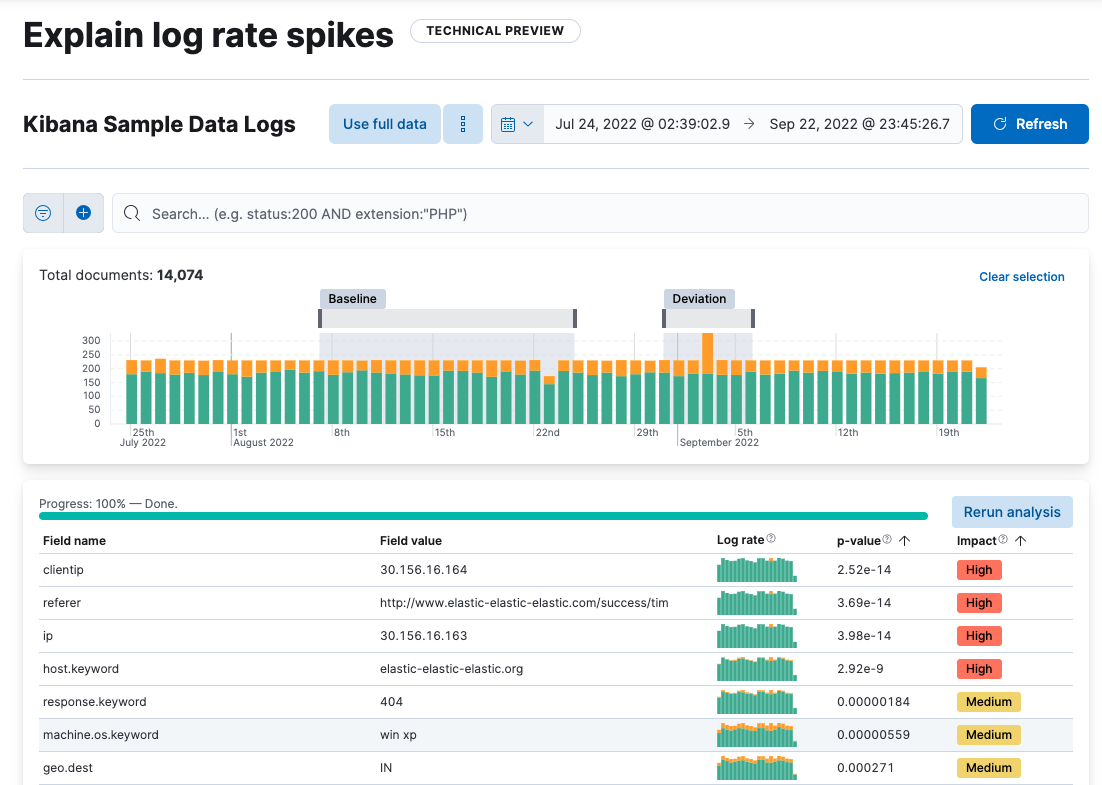 Explain log rate spikes TECHNICAL PREVIEW
Kibana Sample Data Logs Use full data Jul 24, 2022 @ 02:39:02.9 → Sep 22, 2022 @ 23:45:26.7 Refresh
Search... (e.g. status:200 AND extension:"PHP")
Total documents: 14,074 Clear selection
Baseline Deviation
300
250
200
150
100
50
0
25th 1st 8th 15th 22nd 29th 5th 12th 19th
July 2022 August 2022 September 2022
Progress: 100% — Done. Rerun analysis
Field name Field value Log rate p-value ↑ Impact ↑
clientip 30.156.16.164 2.52e-14 High
referer http://www.elastic-elastic-elastic.com/success/tim 3.69e-14 High
ip 30.156.16.163 3.98e-14 High
host.keyword elastic-elastic-elastic.org 2.92e-9 High
response.keyword 404 0.00000184 Medium
machine.os.keyword win xp 0.00000559 Medium
geo.dest IN 0.000271 Medium